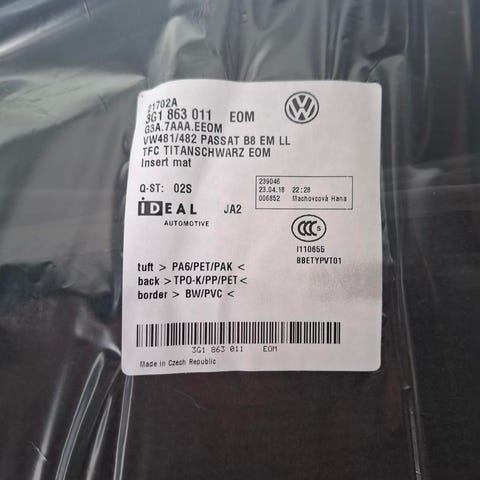 21702A
3G1 863 011 EOM
G3A.7AAA.EEOM
VW481/482 PASSAT B8 EM LL
TFC TITANSCHWARZ EOM
Insert mat
Q-ST: 02S
239046
23.04.18 22:28
006852 Machovcová Hana
iDEAL JA2
AUTOMOTIVE
CCC S
I110655
BBETYPVT01
tuft > PA6/PET/PAK <
back > TPO-K/PP/PET <
border > BW/PVC <
3G1 863 011 EOM
Made in Czech Republic